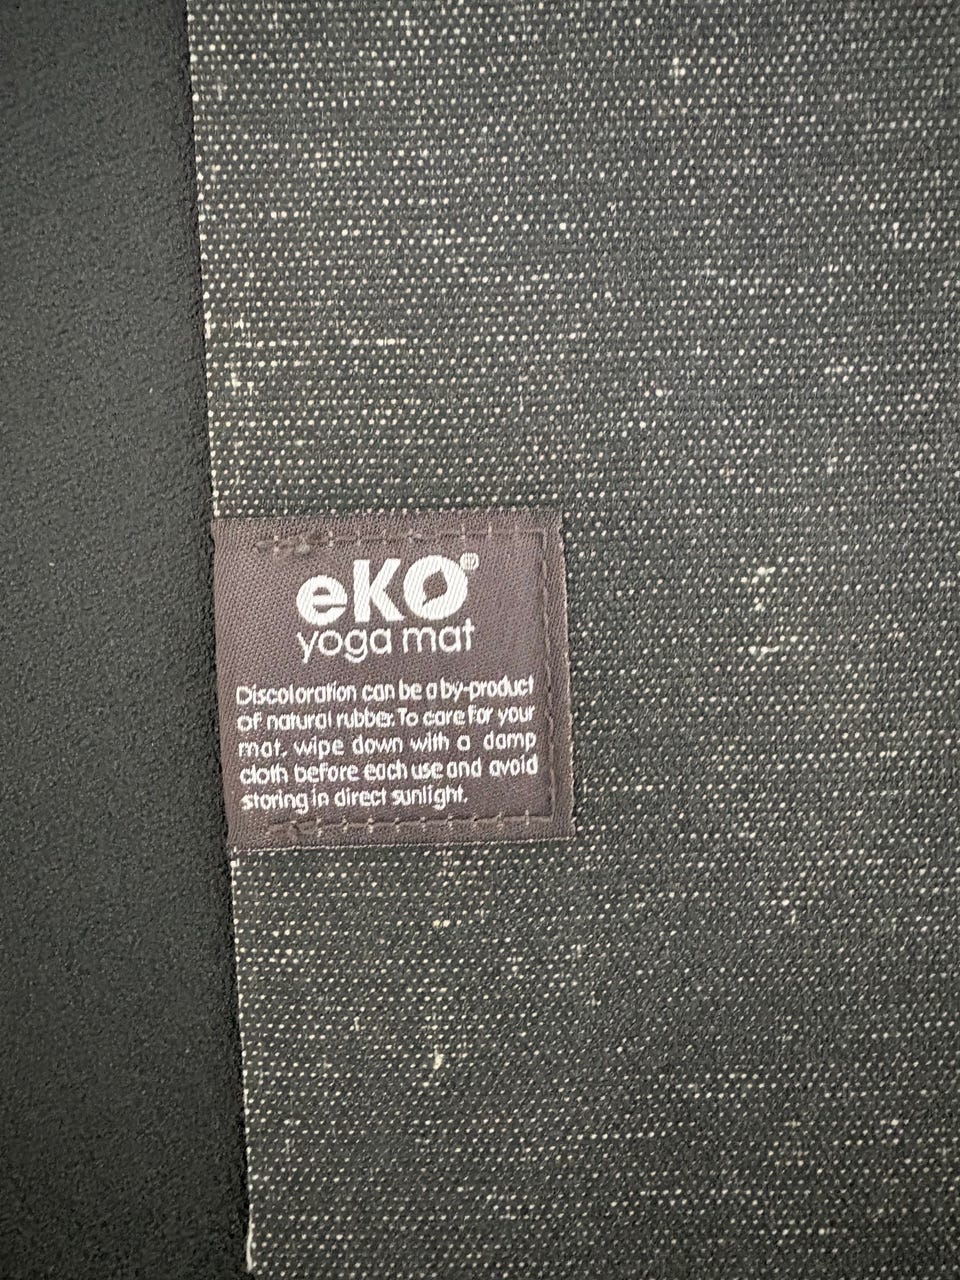 eKO®
yoga mat
Discoloration can be a by-product
of natural rubber. To care for your
mat, wipe down with a damp
cloth before each use and avoid
storing in direct sunlight.